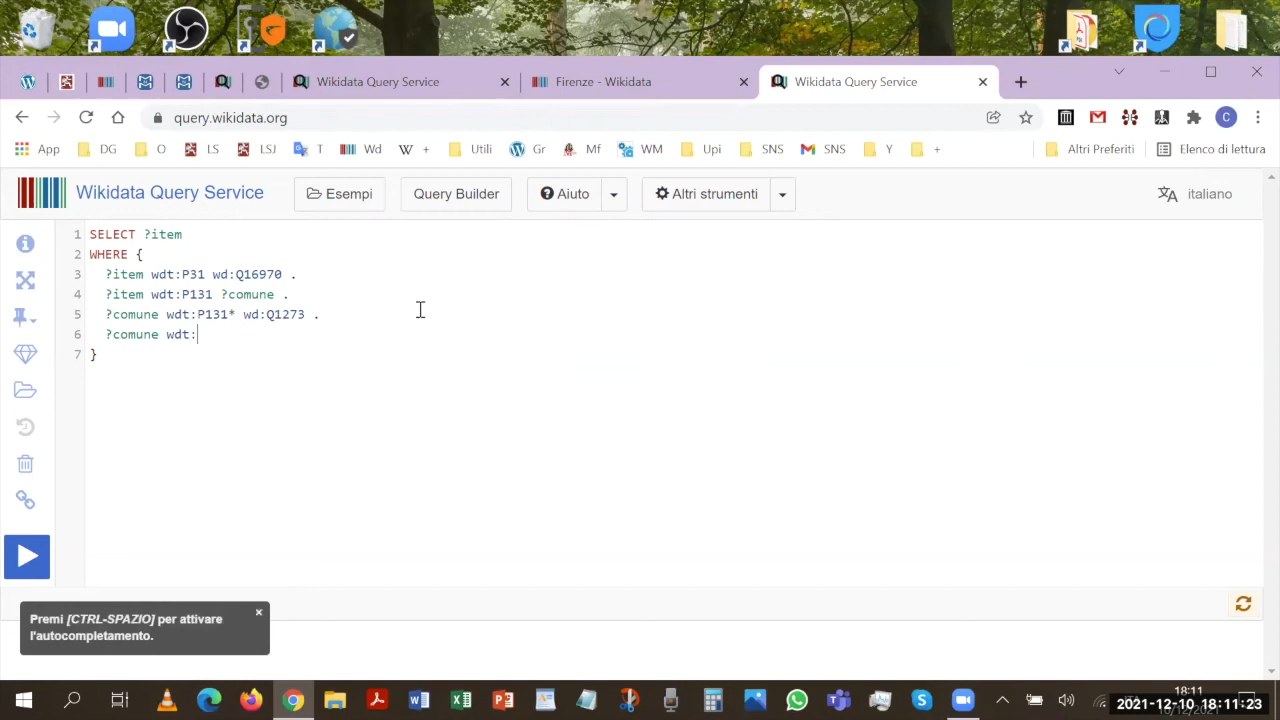 Wikidata Query Service
Firenze - Wikidata
Wikidata Query Service
query.wikidata.org
C
App
DG
O
LS
LSJ
T
Wd
+
Utili
Gr
Mf
WM
Upi
SNS
SNS
Y
+
Altri Preferiti
Elenco di lettura
Wikidata Query Service
Esempi
Query Builder
Aiuto
Altri strumenti
italiano
1 SELECT ?item
2 WHERE {
3 ?item wdt:P31 wd:Q16970 .
4 ?item wdt:P131 ?comune .
5 ?comune wdt:P131* wd:Q1273 .
6 ?comune wdt:
7 }
Premi [CTRL-SPAZIO] per attivare
l'autocompletamento.
18:11
2021-12-10 18:11:23